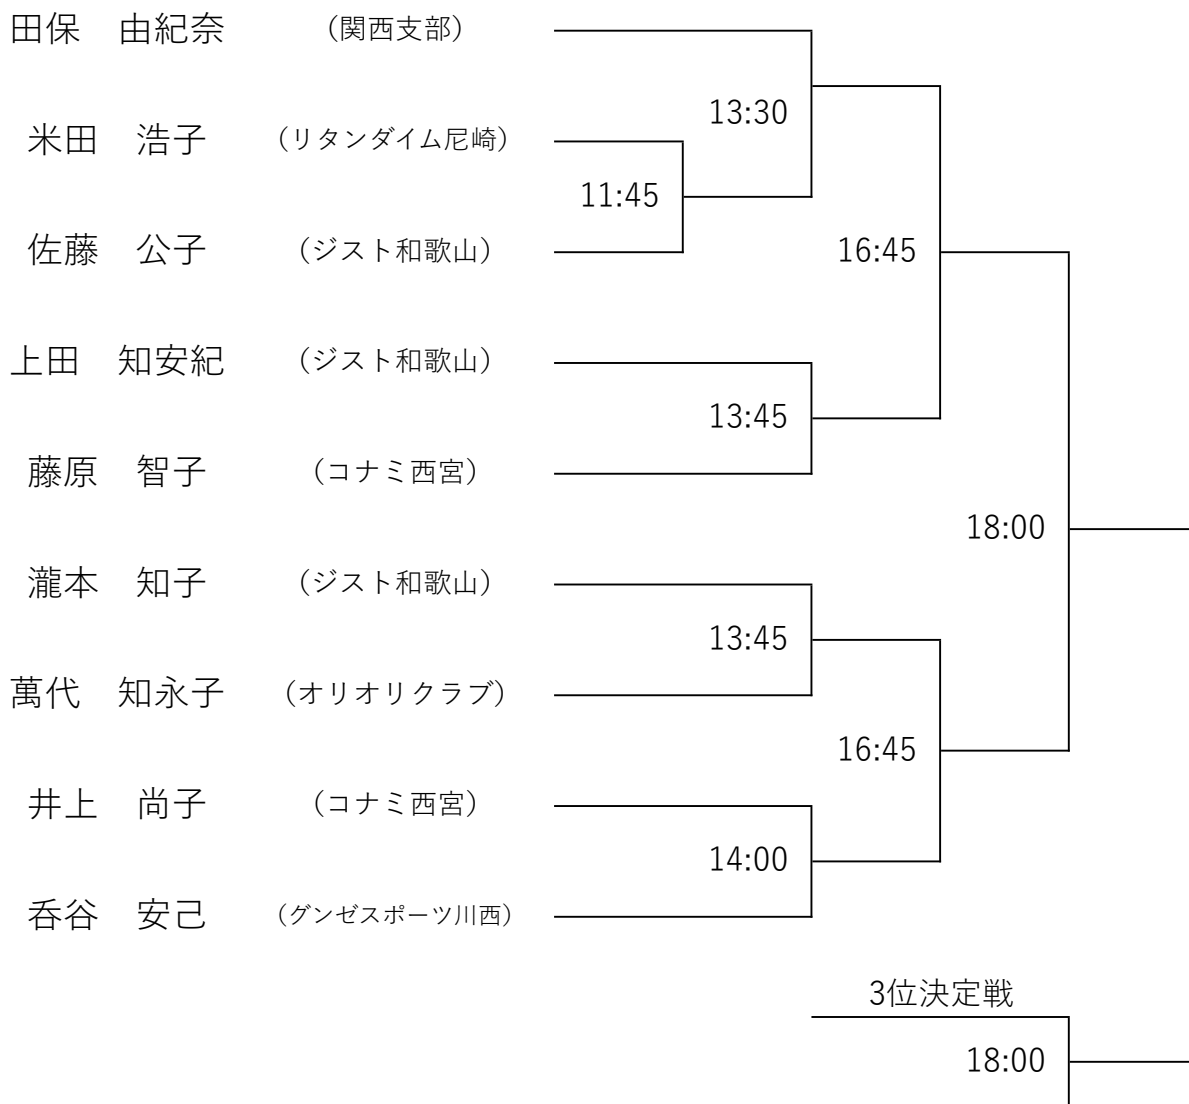 田保　由紀奈　（関西支部）
13:30
米田　浩子　（リタンダイム尼崎）
11:45
佐藤　公子　（ジスト和歌山）
16:45
上田　知安紀　（ジスト和歌山）
13:45
藤原　智子　（コナミ西宮）
18:00
瀧本　知子　（ジスト和歌山）
13:45
萬代　知永子　（オリオリクラブ）
16:45
井上　尚子　（コナミ西宮）
14:00
呑谷　安己　（グンゼスポーツ川西）
3位決定戦
18:00